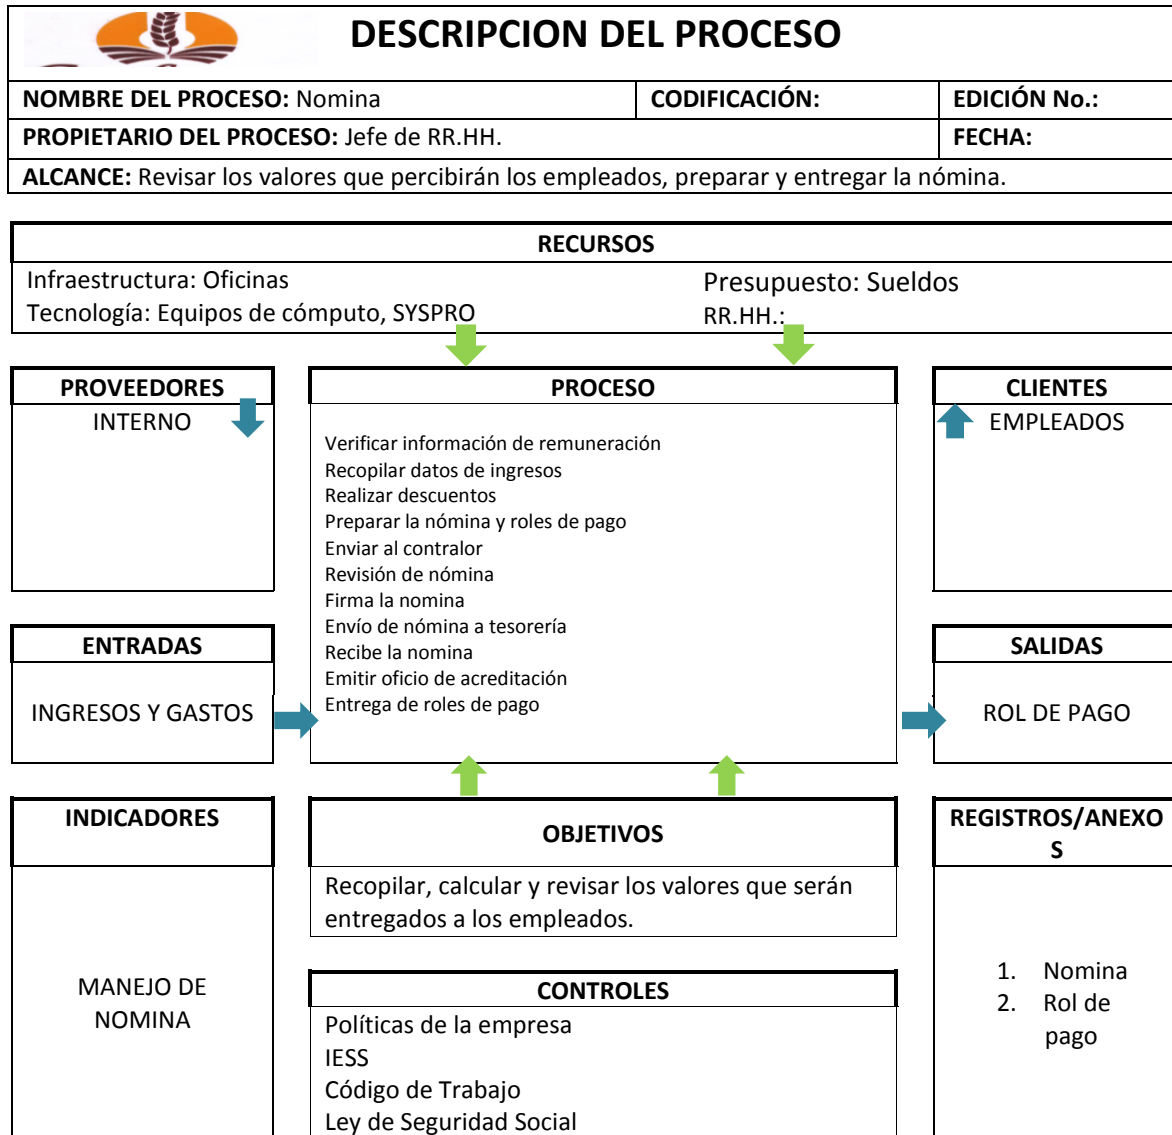 DESCRIPCION DEL PROCESO
NOMBRE DEL PROCESO: Nomina
CODIFICACIÓN:
EDICIÓN No.:
PROPIETARIO DEL PROCESO: Jefe de RR.HH.
FECHA:
ALCANCE: Revisar los valores que percibirán los empleados, preparar y entregar la nómina.
RECURSOS
Infraestructura: Oficinas
Tecnología: Equipos de cómputo, SYSPRO
Presupuesto: Sueldos
RR.HH.:
PROVEEDORES
INTERNO
PROCESO
Verificar información de remuneración
Recopilar datos de ingresos
Realizar descuentos
Preparar la nómina y roles de pago
Enviar al contralor
Revisión de nómina
Firma la nomina
Envío de nómina a tesorería
Recibe la nomina
Emitir oficio de acreditación
Entrega de roles de pago
CLIENTES
EMPLEADOS
ENTRADAS
INGRESOS Y GASTOS
SALIDAS
ROL DE PAGO
INDICADORES
MANEJO DE
NOMINA
OBJETIVOS
Recopilar, calcular y revisar los valores que serán
entregados a los empleados.
CONTROLES
Políticas de la empresa
IESS
Código de Trabajo
Ley de Seguridad Social
REGISTROS/ANEXO
S
1. Nomina
2. Rol de
pago